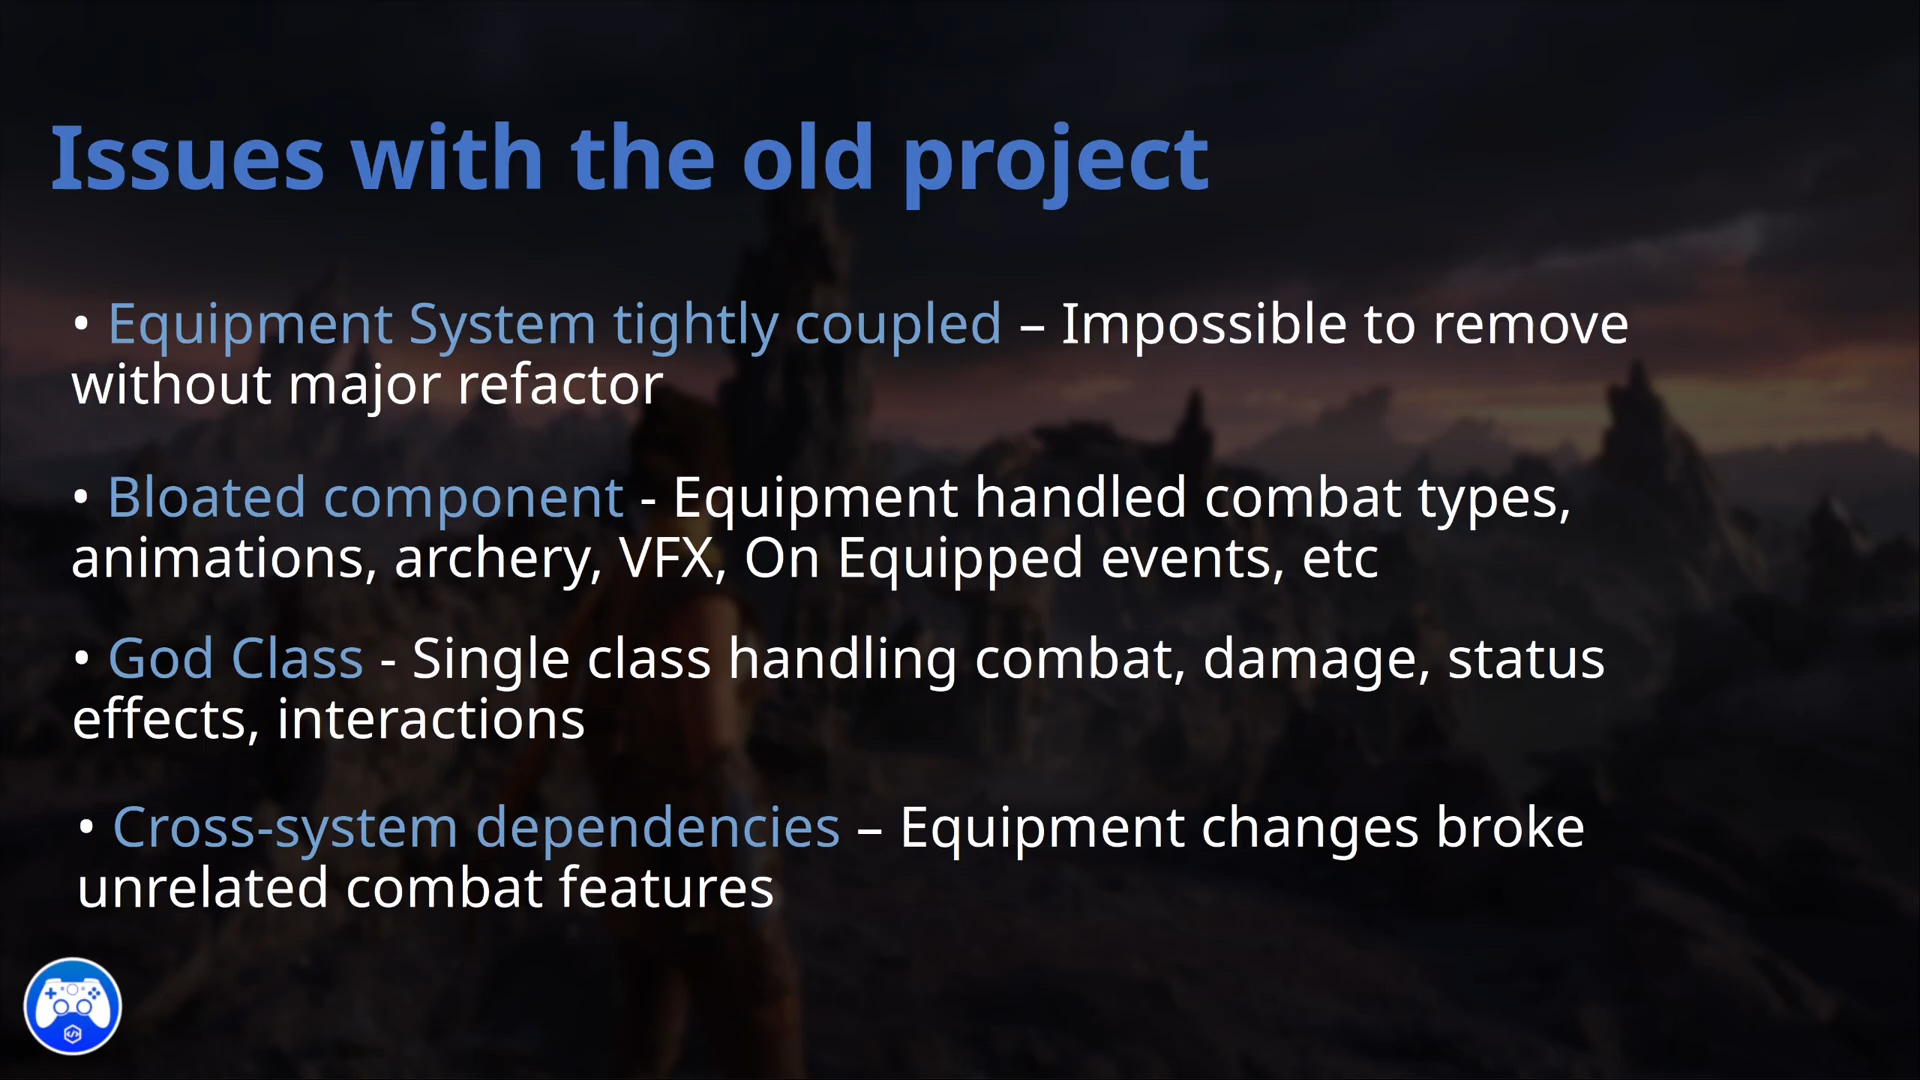 Issues with the old project
• Equipment System tightly coupled – Impossible to remove
without major refactor
• Bloated component - Equipment handled combat types,
animations, archery, VFX, On Equipped events, etc
• God Class - Single class handling combat, damage, status
effects, interactions
• Cross-system dependencies – Equipment changes broke
unrelated combat features